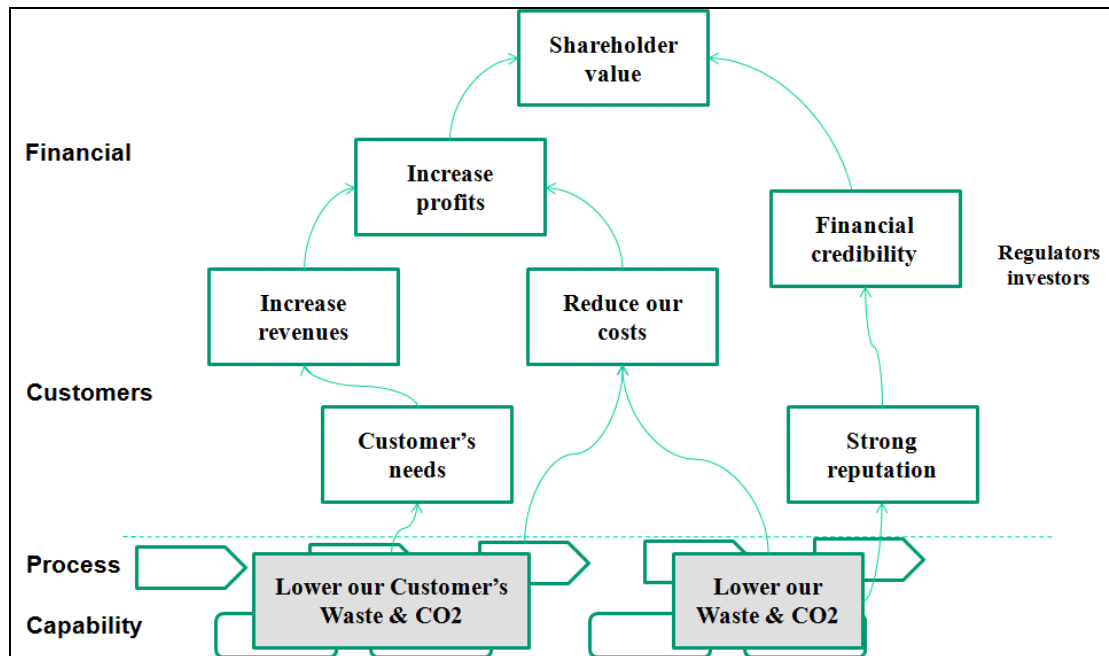 Shareholder
value
Financial
Increase
profits
Financial
credibility
Regulators
investors
Increase
revenues
Reduce our
costs
Customers
Customer’s
needs
Strong
reputation
Process
Lower our Customer’s
Waste & CO2
Lower our
Waste & CO2
Capability